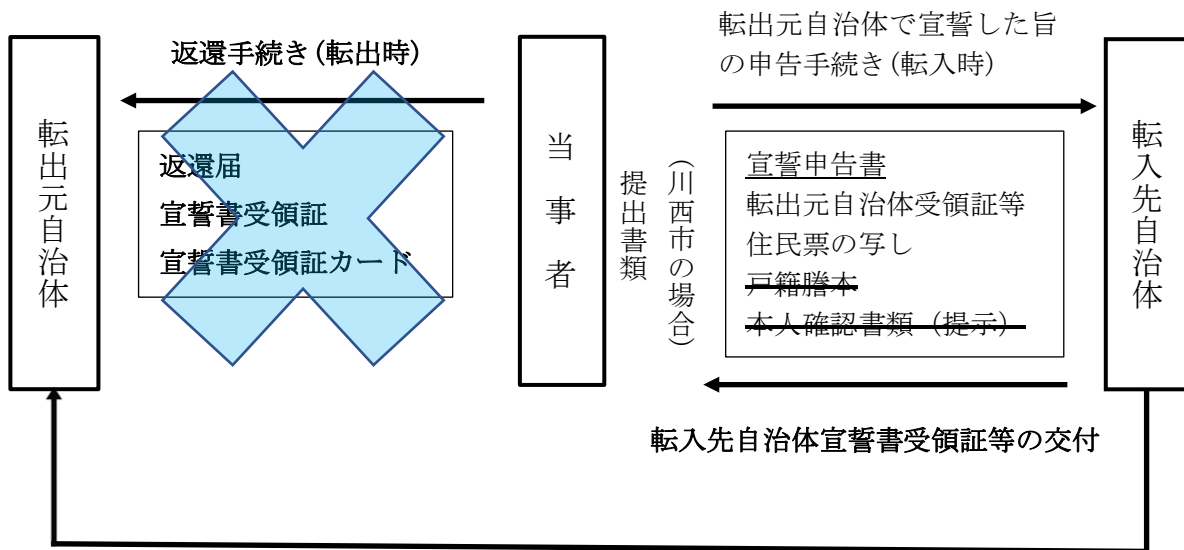 返還手続き(転出時)
転出元自治体で宣誓した旨
の申告手続き(転入時)
転出元自治体
返還届
宣誓書受領証
宣誓書受領証カード
当事者
提出書類
(川西市の場合)
宣誓申告書
転出元自治体受領証等
住民票の写し
戸籍謄本
本人確認書類(提示)
転入先自治体
転入先自治体宣誓書受領証等の交付